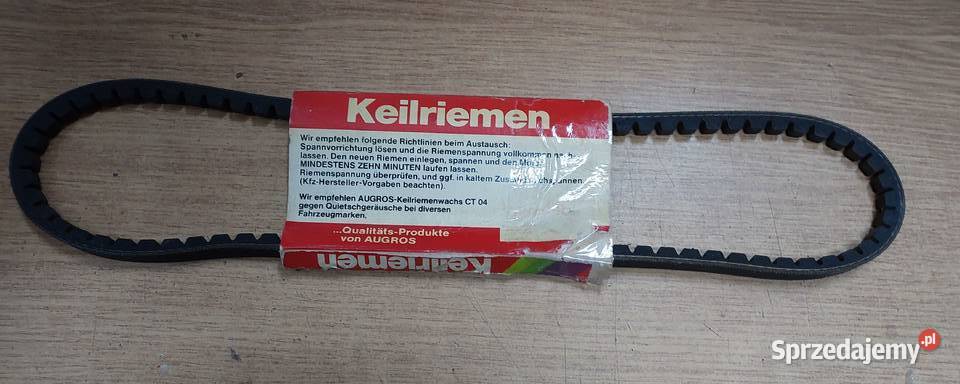 Keilriemen
Wir empfehlen folgende Richtlinien beim Austausch:
Spannvorrichtung lösen und die Riemenspannung vollkommen
lassen. Den neuen Riemen einlegen, spannen und den
MINDESTENS ZEHN MINUTEN laufen lassen.
Riemenspannung überprüfen, und ggf. in kaltem
(Kfz-Hersteller-Vorgaben beachten).
Wir empfehlen AUGROS-Keilriemenwachs CT 04
gegen Quietschgeräusche bei diversen
Fahrzeugmarken.
...Qualitäts-Produkte
von AUGROS
Keilriemen
Sprzedajemy.pl